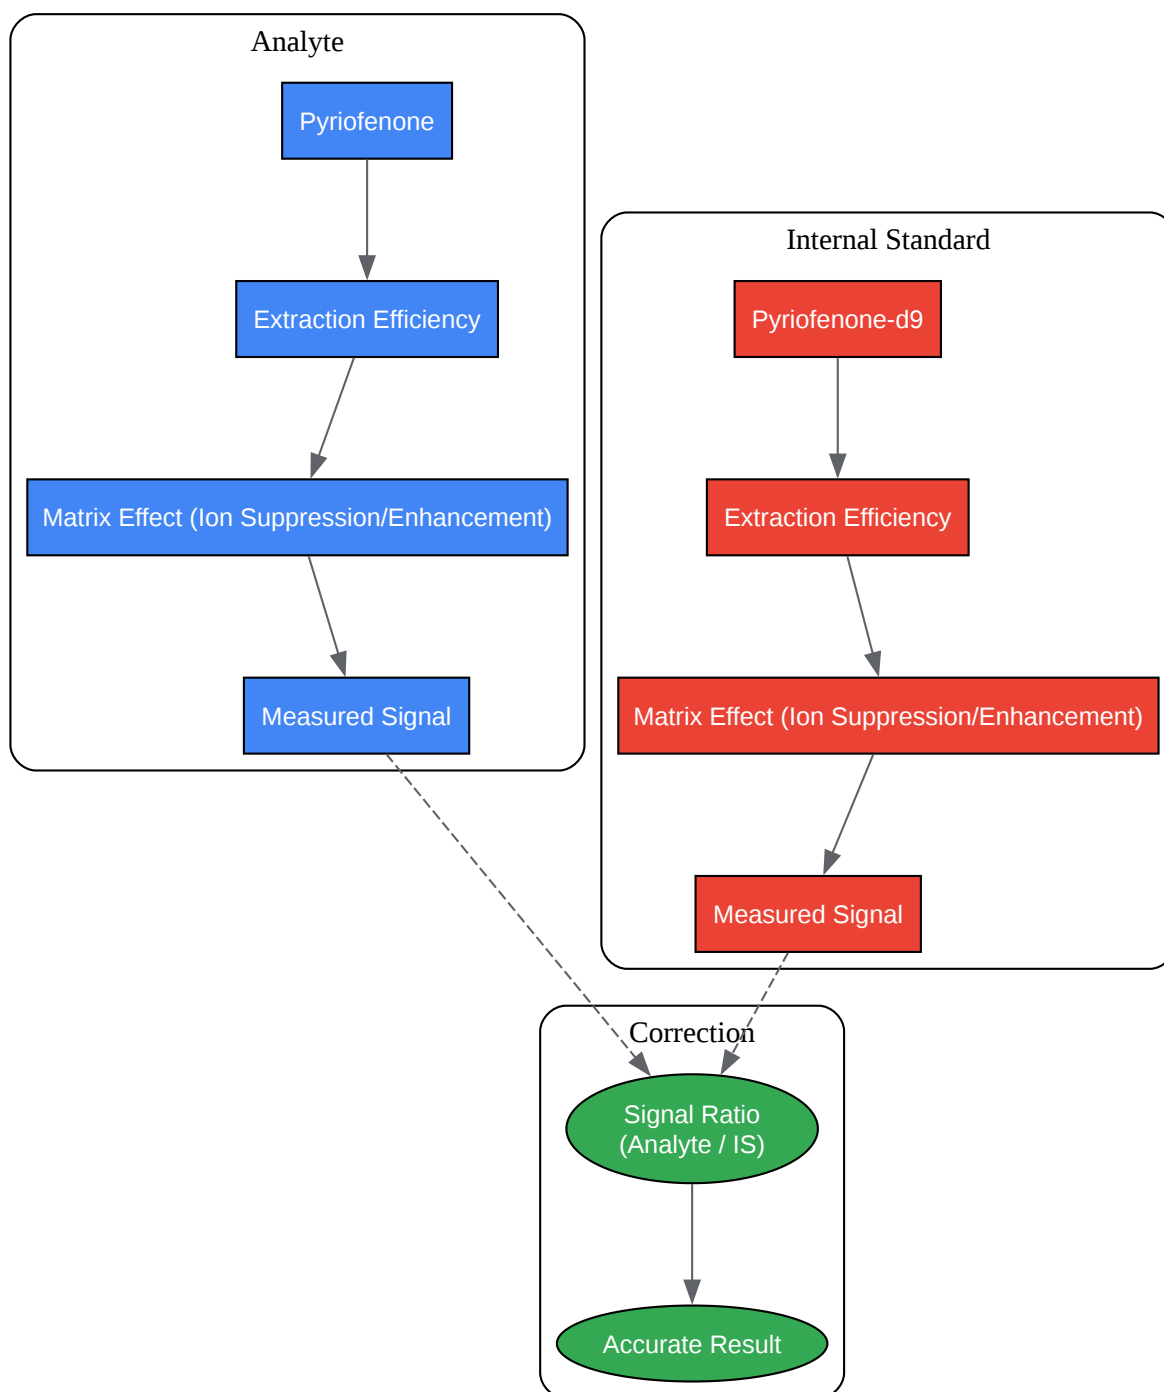 Analyte
Pyriofenone
Extraction Efficiency
Matrix Effect (Ion Suppression/Enhancement)
Measured Signal
Internal Standard
Pyriofenone-d9
Extraction Efficiency
Matrix Effect (Ion Suppression/Enhancement)
Measured Signal
Correction
Signal Ratio
(Analyte / IS)
Accurate Result